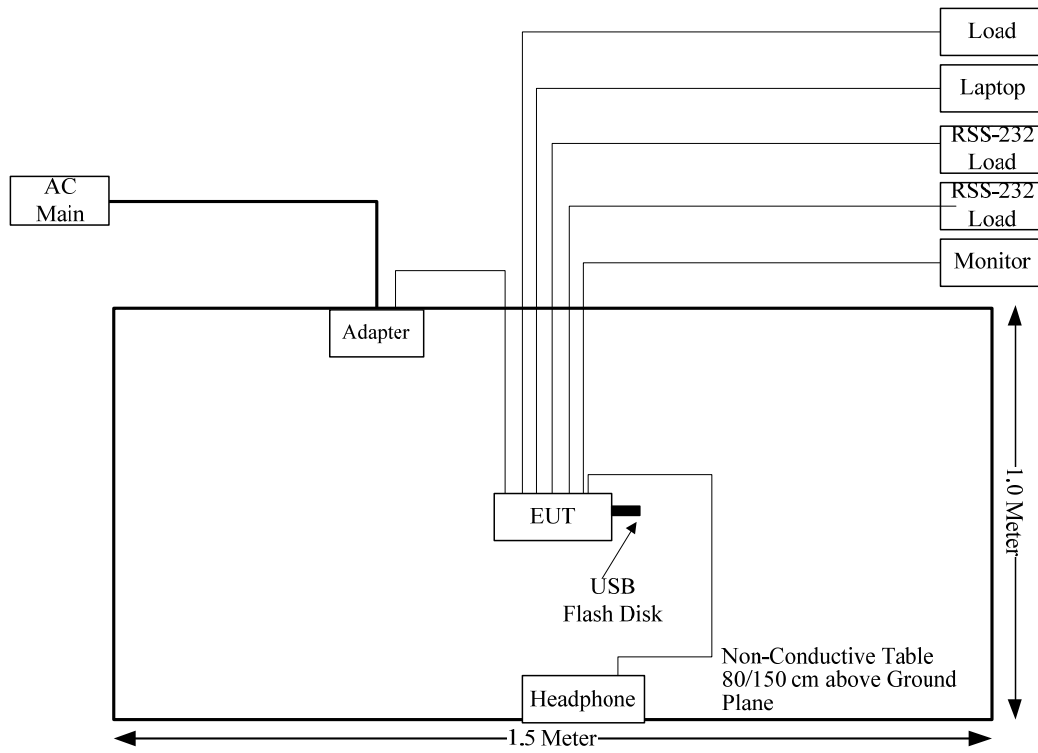 Load
Laptop
RSS-232
Load
RSS-232
Load
Monitor
AC
Main
Adapter
EUT
USB
Flash Disk
Headphone
Non-Conductive Table
80/150 cm above Ground
Plane
1.0 Meter
1.5 Meter